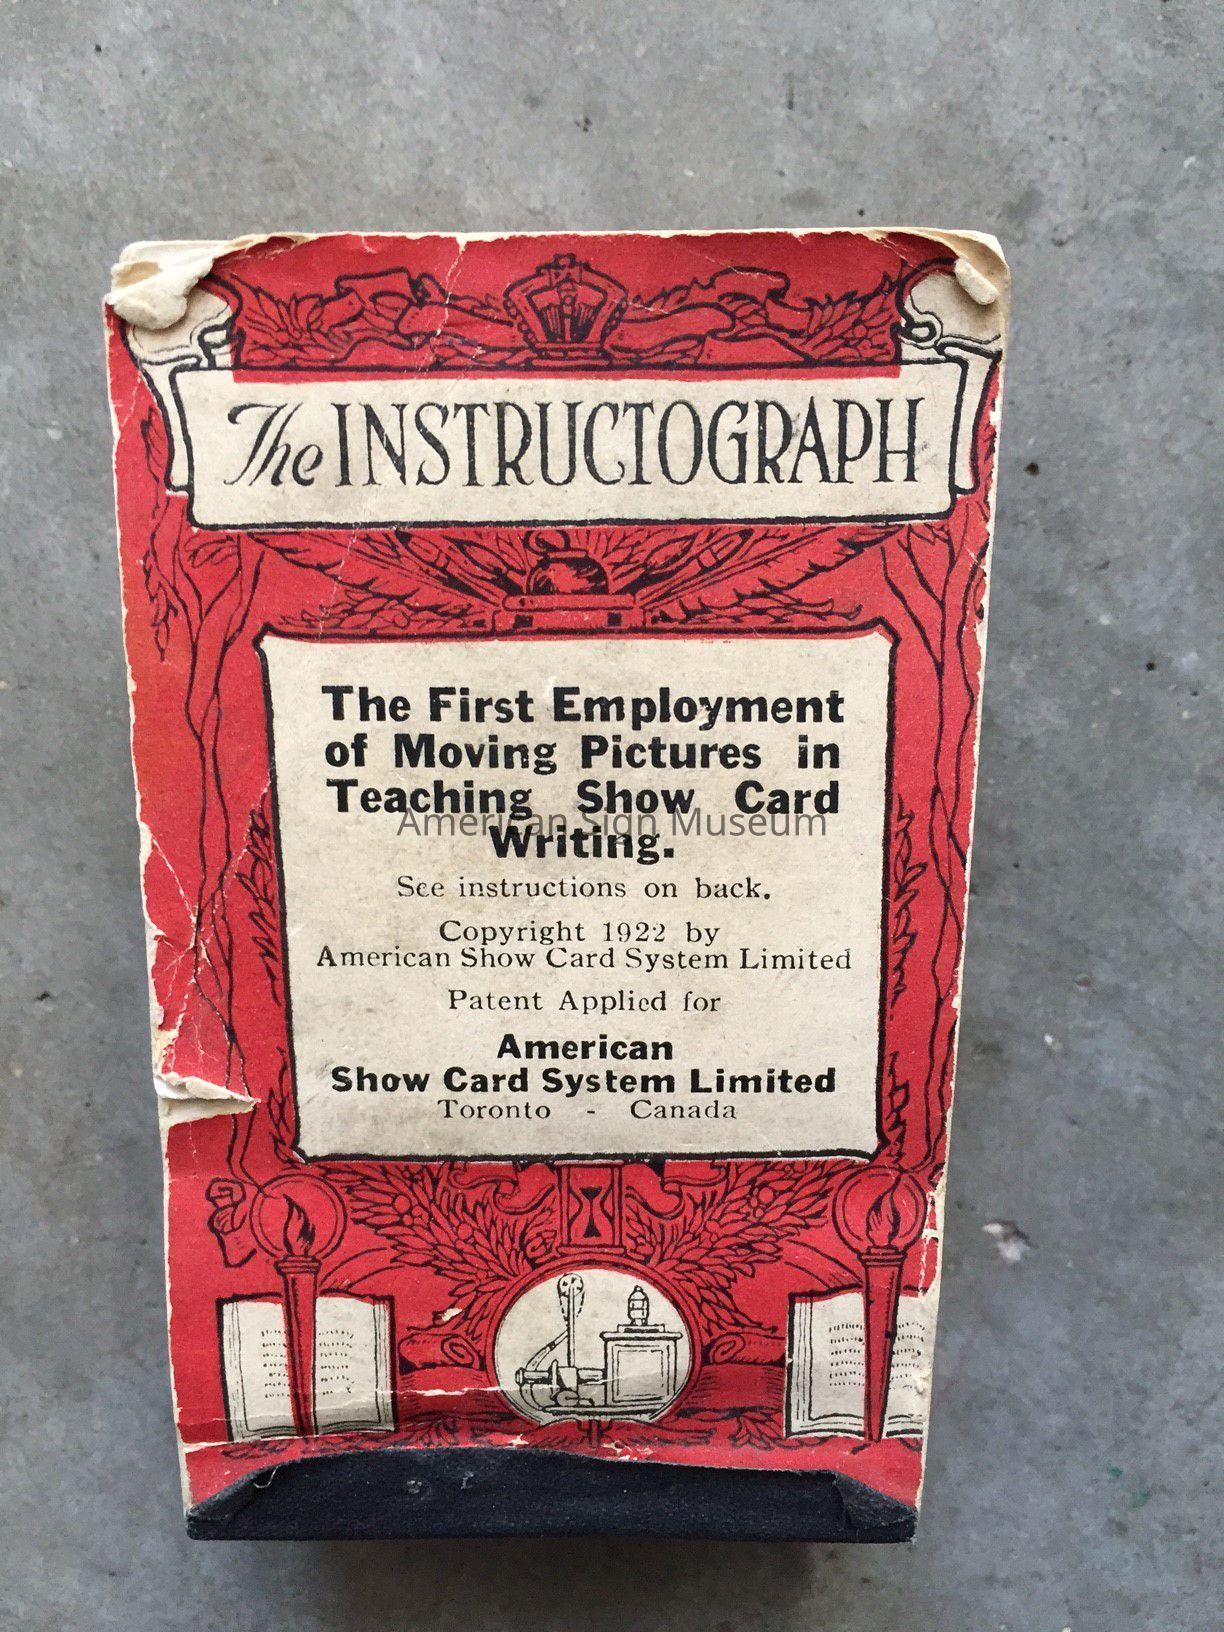 The INSTRUCTOGRAPH
The First Employment
of Moving Pictures in
Teaching Show Card
American Sign Museum
Writing.
See instructions on back.
Copyright 1922 by
American Show Card System Limited
Patent Applied for
American
Show Card System Limited
Toronto - Canada